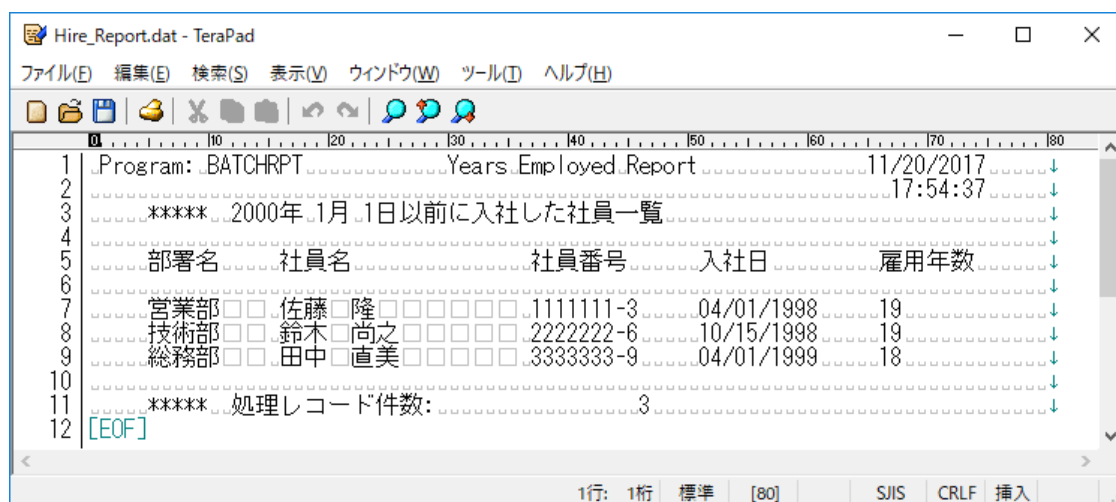 Hire_Report.dat - TeraPad
ファイル(F) 編集(E) 検索(S) 表示(V) ウィンドウ(W) ツール(T) ヘルプ(H)
0 10 20 30 40 50 60 70 80
1 Program: BATCHRPT Years Employed Report 11/20/2017↓
2 17:54:37↓
3 ***** 2000年 1月 1日以前に入社した社員一覧↓
4 ↓
5 部署名 社員名 社員番号 入社日 雇用年数↓
6 ↓
7 営業部□□ 佐藤□隆□□□□□□ 1111111-3 04/01/1998 19↓
8 技術部□□ 鈴木□尚之□□□□□ 2222222-6 10/15/1998 19↓
9 総務部□□ 田中□直美□□□□□ 3333333-9 04/01/1999 18↓
10 ↓
11 ***** 処理レコード件数: 3↓
12 [EOF]
1行: 1桁 標準 [80] SJIS CRLF 挿入